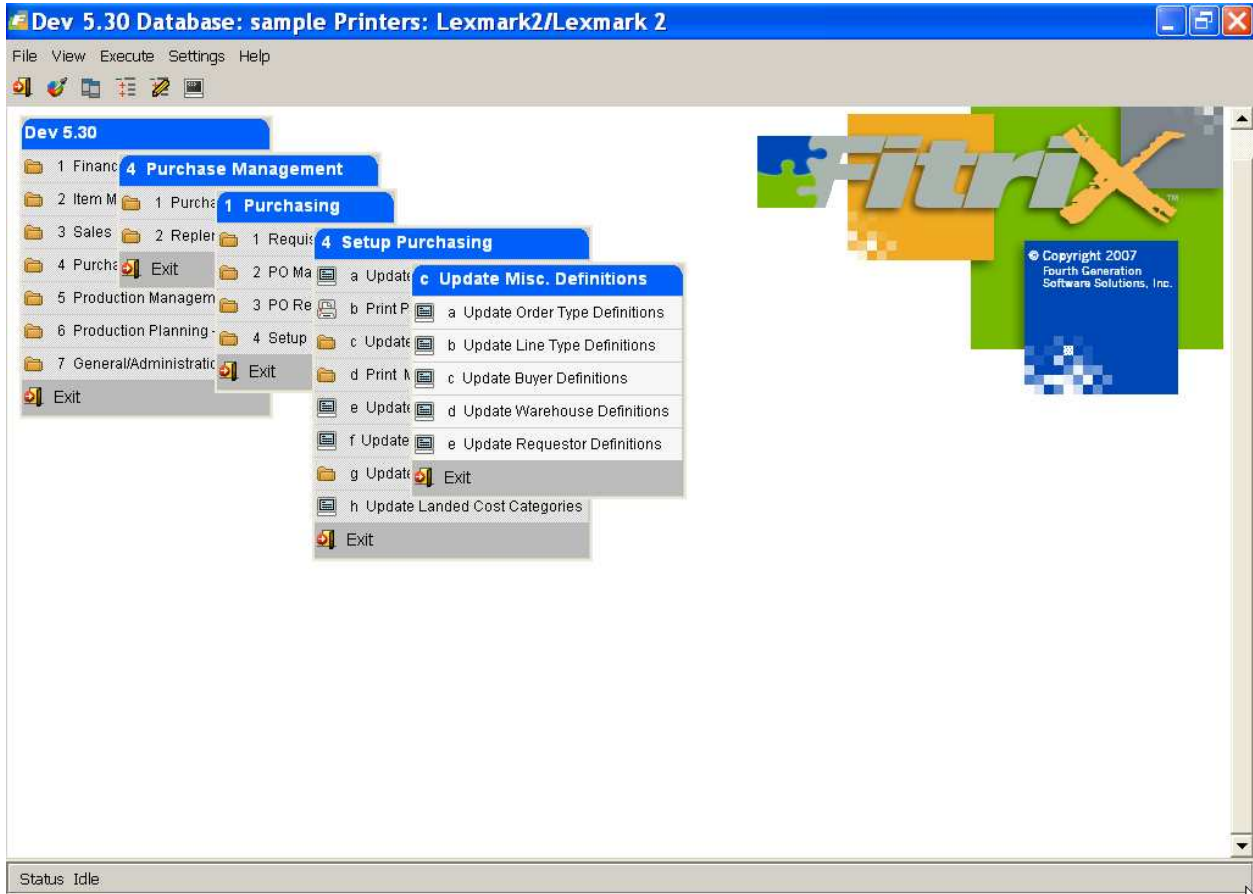 Dev 5.30 Database: sample Printers: Lexmark2/Lexmark 2
File View Execute Settings Help
Dev 5.30
1 Financ
2 Item M
3 Sales
4 Purcha
5 Production Managem
6 Production Planning -
7 General/Administratio
Exit
4 Purchase Management
1 Purcha
2 Repler
Exit
1 Purchasing
1 Requis
2 PO Ma
3 PO Re
4 Setup
Exit
4 Setup Purchasing
a Update
b Print P
c Update
d Print M
e Update
f Update
g Update
h Update Landed Cost Categories
Exit
c Update Misc. Definitions
a Update Order Type Definitions
b Update Line Type Definitions
c Update Buyer Definitions
d Update Warehouse Definitions
e Update Requestor Definitions
Exit
Fitrix
TM
© Copyright 2007
Fourth Generation
Software Solutions, Inc.
Status Idle